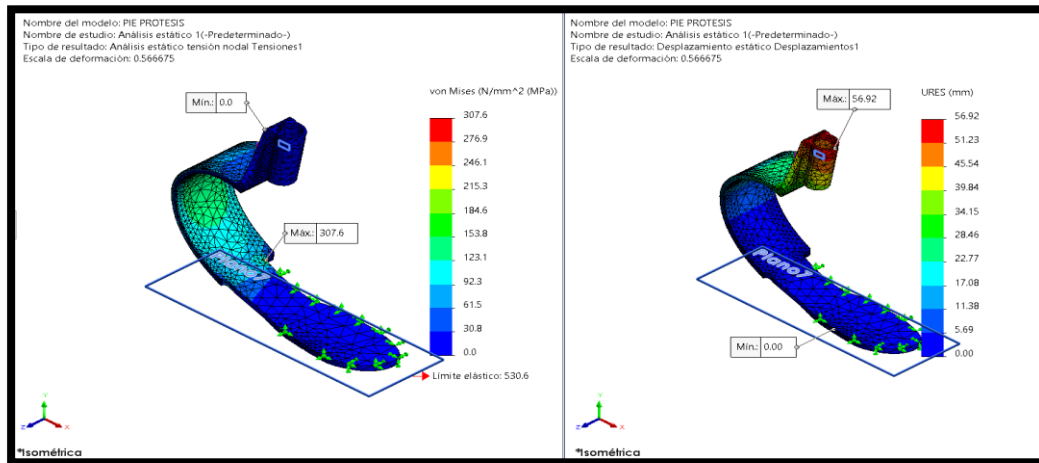 Nombre del modelo: PIE PROTESIS
Nombre de estudio: Análisis estático 1(-Predeterminado-)
Tipo de resultado: Análisis estático tensión nodal Tensiones1
Escala de deformación: 0.566675
von Mises (N/mm^2 (MPa))
307.6
276.9
246.1
215.3
184.6
153.8
123.1
92.3
61.5
30.8
0.0
Mín.: 0.0
Máx.: 307.6
Plano7
Límite elástico: 530.6
Y
Z
X
*Isométrica
Nombre del modelo: PIE PROTESIS
Nombre de estudio: Análisis estático 1(-Predeterminado-)
Tipo de resultado: Desplazamiento estático Desplazamientos1
Escala de deformación: 0.566675
Máx.: 56.92
URES (mm)
56.92
51.23
45.54
39.84
34.15
28.46
22.77
17.08
11.38
5.69
0.00
Plano7
Mín.: 0.00
Y
Z
X
*Isométrica